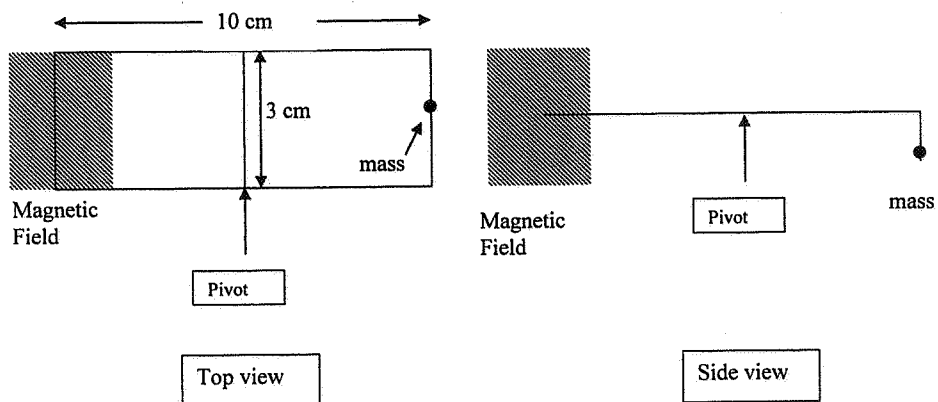 10 cm
3 cm
mass
Magnetic
Field
Pivot
Top view
Magnetic
Field
Pivot
mass
Side view